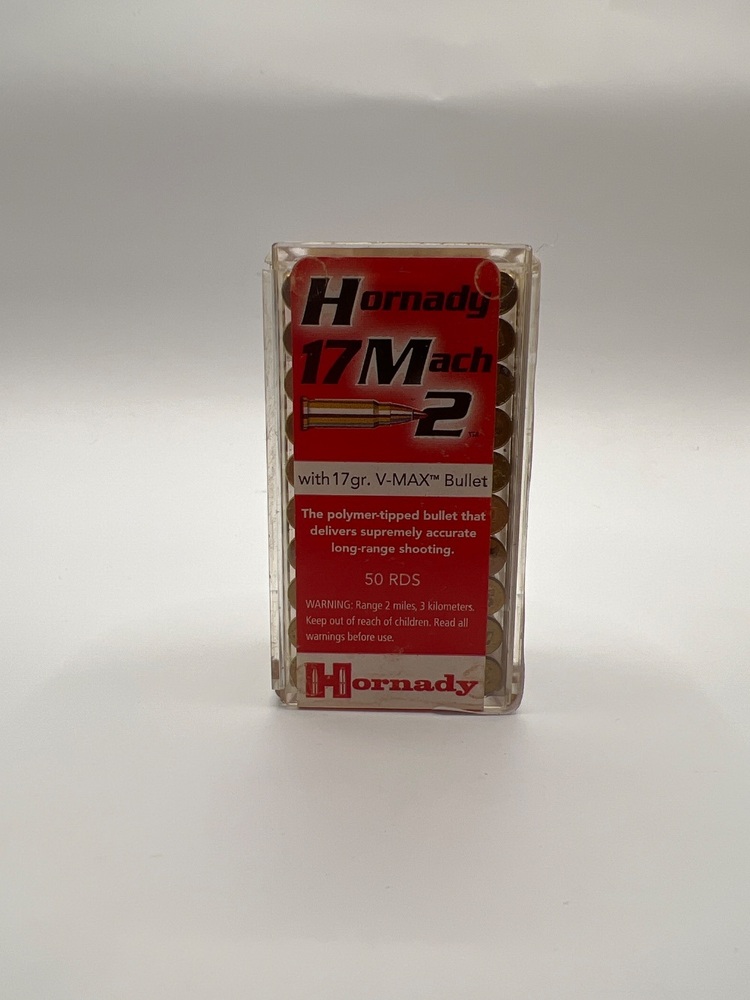 Hornady
17Mach
2
with 17gr. V-MAX™ Bullet
The polymer-tipped bullet that
delivers supremely accurate
long-range shooting.
50 RDS
WARNING: Range 2 miles, 3 kilometers.
Keep out of reach of children. Read all
warnings before use.
Hornady